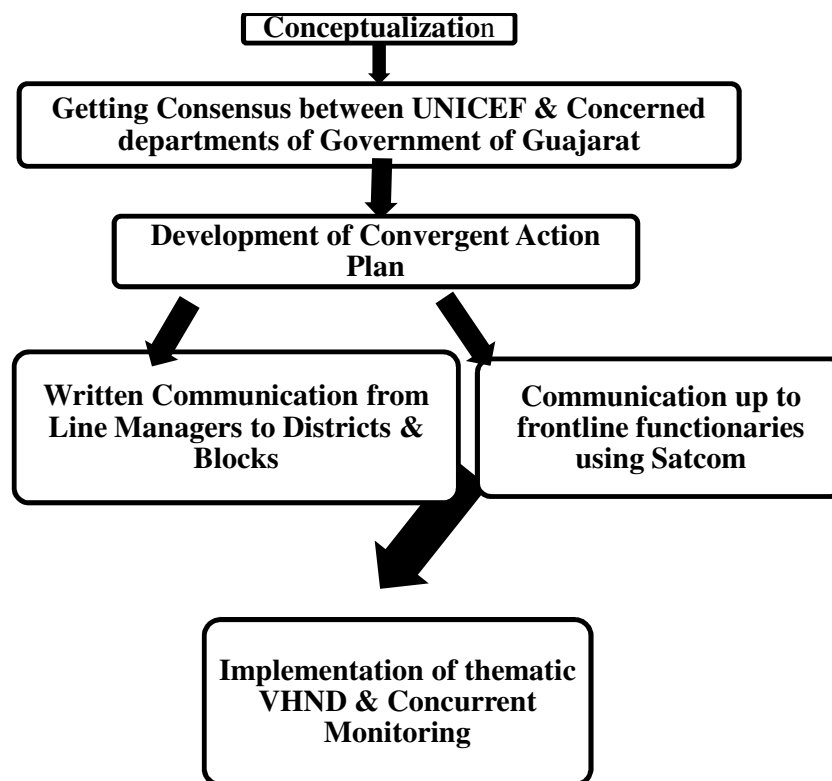 Conceptualization
Getting Consensus between UNICEF & Concerned
departments of Government of Guajarat
Development of Convergent Action
Plan
Written Communication from
Line Managers to Districts &
Blocks
Communication up to
frontline functionaries
using Satcom
Implementation of thematic
VHND & Concurrent
Monitoring